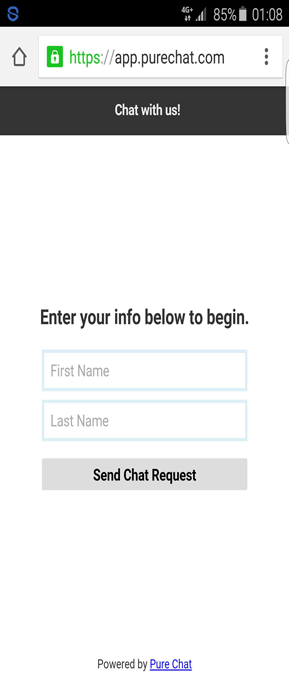 4G+ 85% 01:08
https://app.purechat.com
Chat with us!
Enter your info below to begin.
First Name
Last Name
Send Chat Request
Powered by Pure Chat